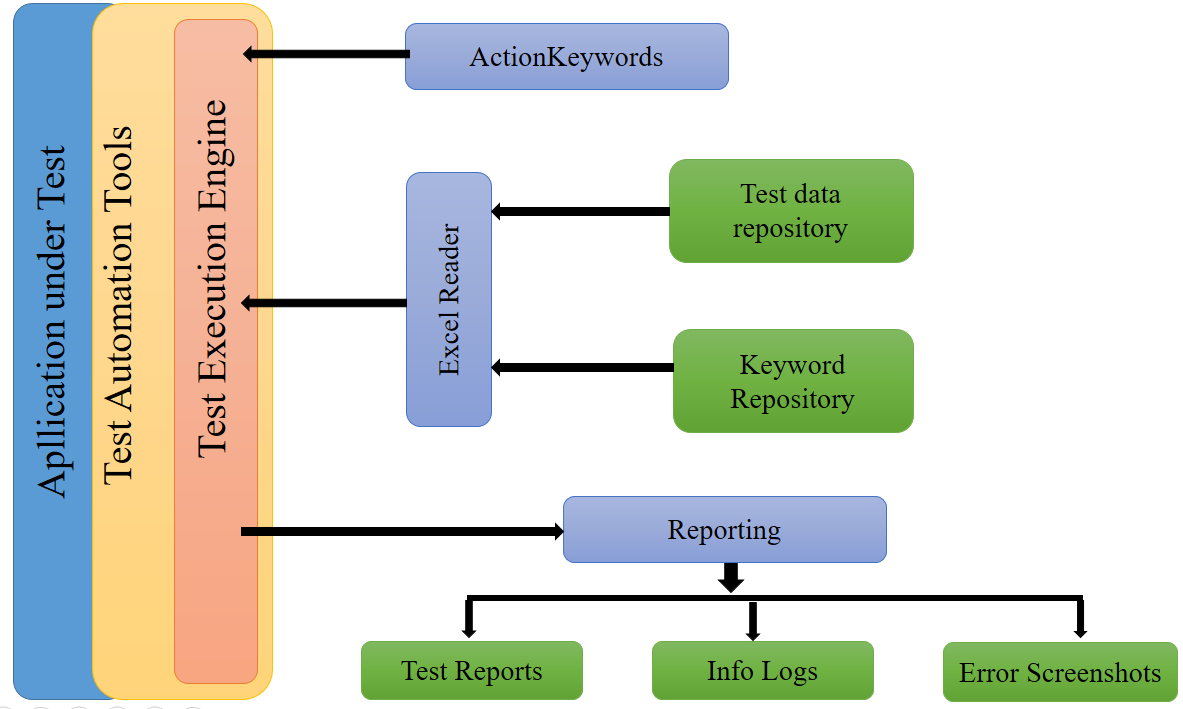 Apllication under Test
Test Automation Tools
Test Execution Engine
ActionKeywords
Excel Reader
Test data
repository
Keyword
Repository
Reporting
Test Reports
Info Logs
Error Screenshots